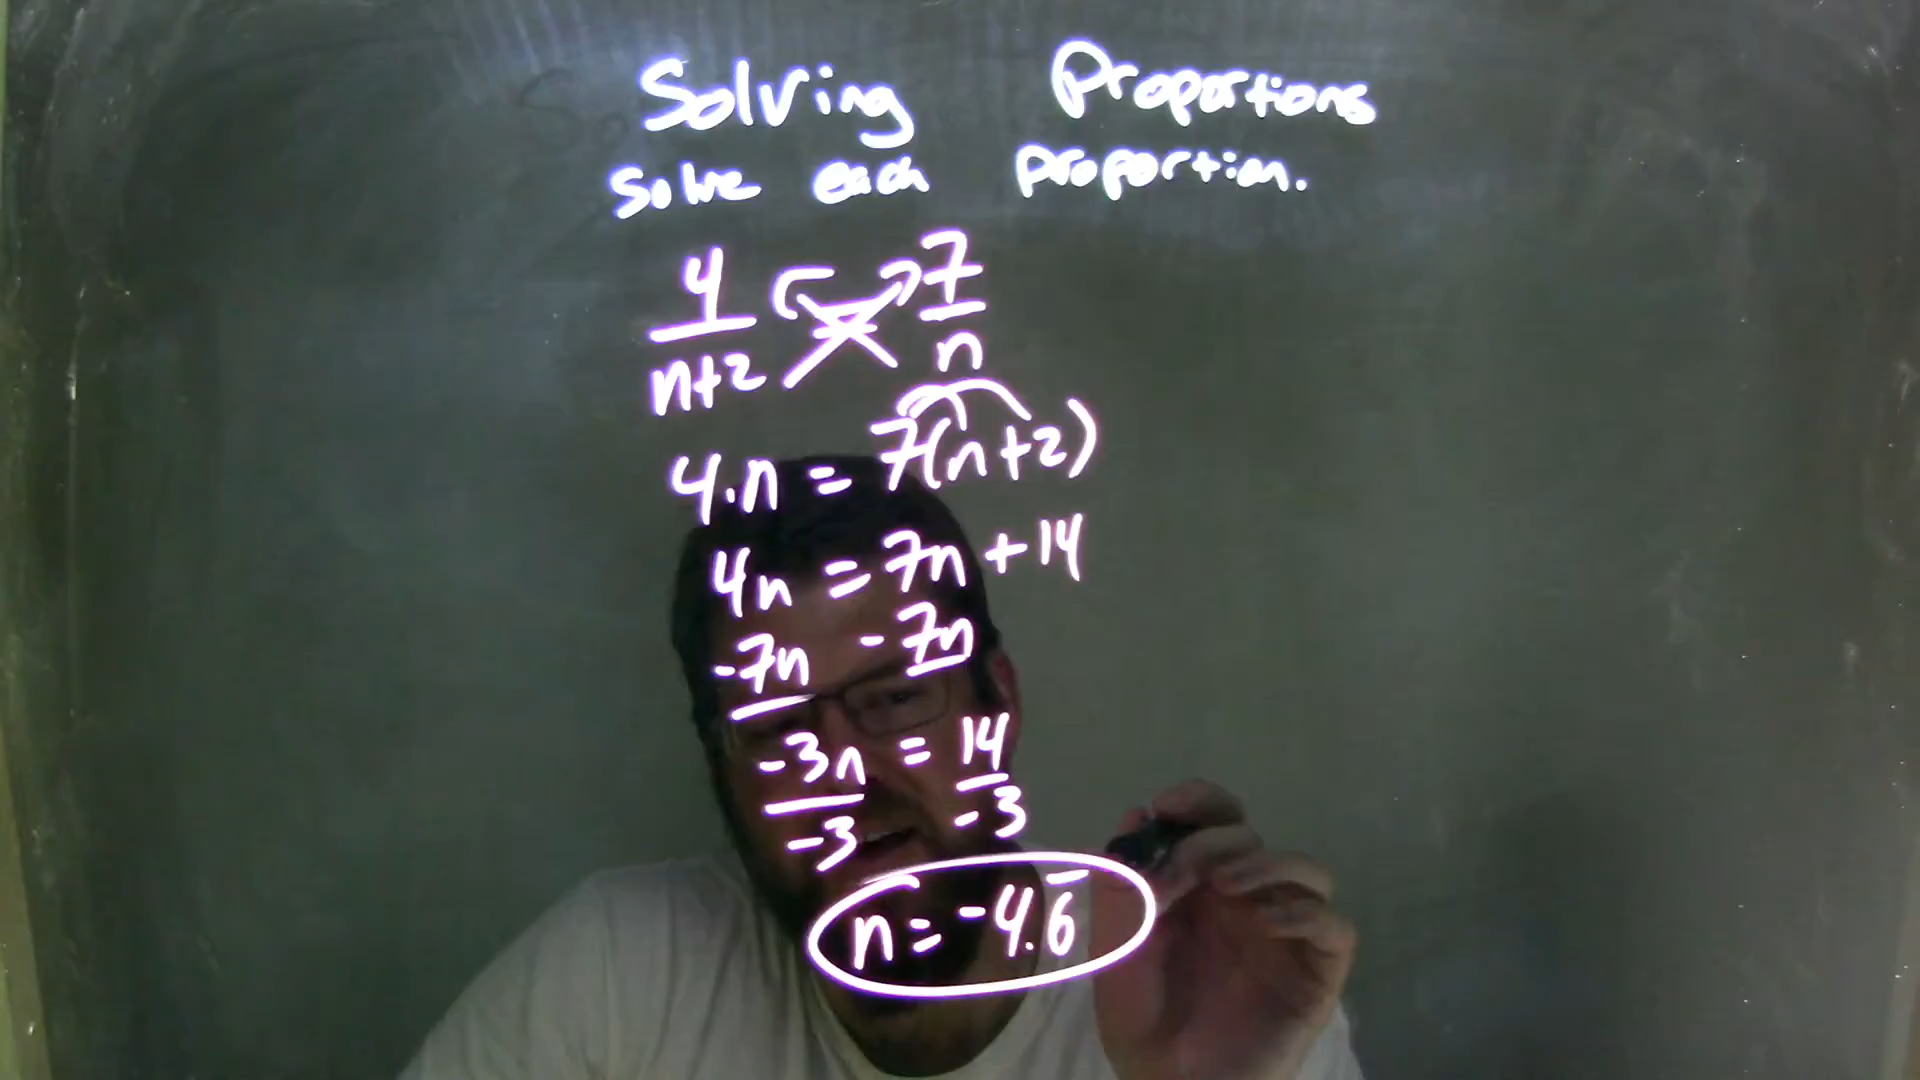 Solving Proportions
Solve each proportion.
4/(n+2) = 7/n
4·n = 7(n+2)
4n = 7n + 14
-7n -7n
-3n = 14
-3 -3
n = -4.6̅